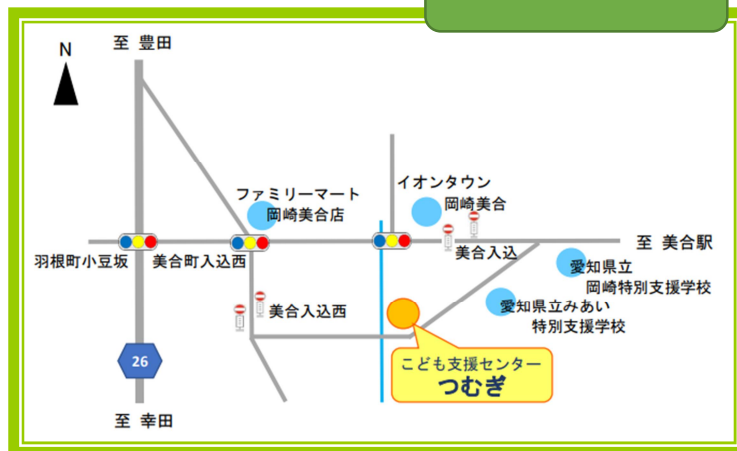 至 豊田
N
ファミリーマート
岡崎美合店
イオンタウン
岡崎美合
羽根町小豆坂
美合町入込西
美合入込
至 美合駅
愛知県立
岡崎特別支援学校
愛知県立みあい
特別支援学校
美合入込西
26
こども支援センター
つむぎ
至 幸田